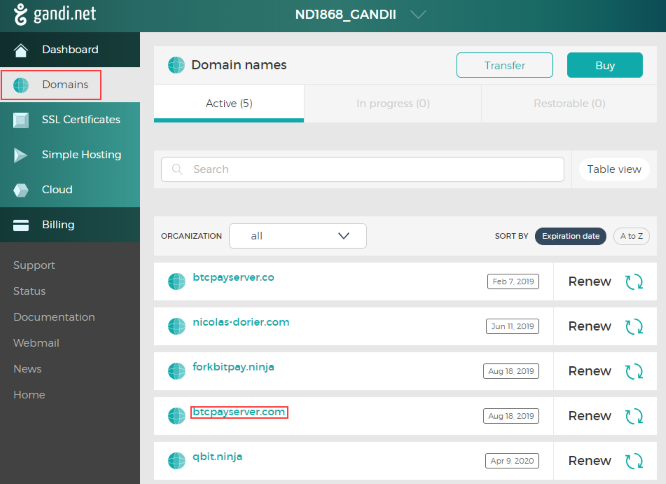 gandi.net
ND1868_GANDII
Dashboard
Domains
SSL Certificates
Simple Hosting
Cloud
Billing
Support
Status
Documentation
Webmail
News
Home
Domain names
Transfer
Buy
Active (5)
In progress (0)
Restorable (0)
Search
Table view
ORGANIZATION
all
SORT BY
Expiration date
A to Z
btcpayserver.co
Feb 7, 2019
Renew
nicolas-dorier.com
Jun 11, 2019
Renew
forkbitpay.ninja
Aug 18, 2019
Renew
btcpayserver.com
Aug 18, 2019
Renew
qbit.ninja
Apr 9, 2020
Renew